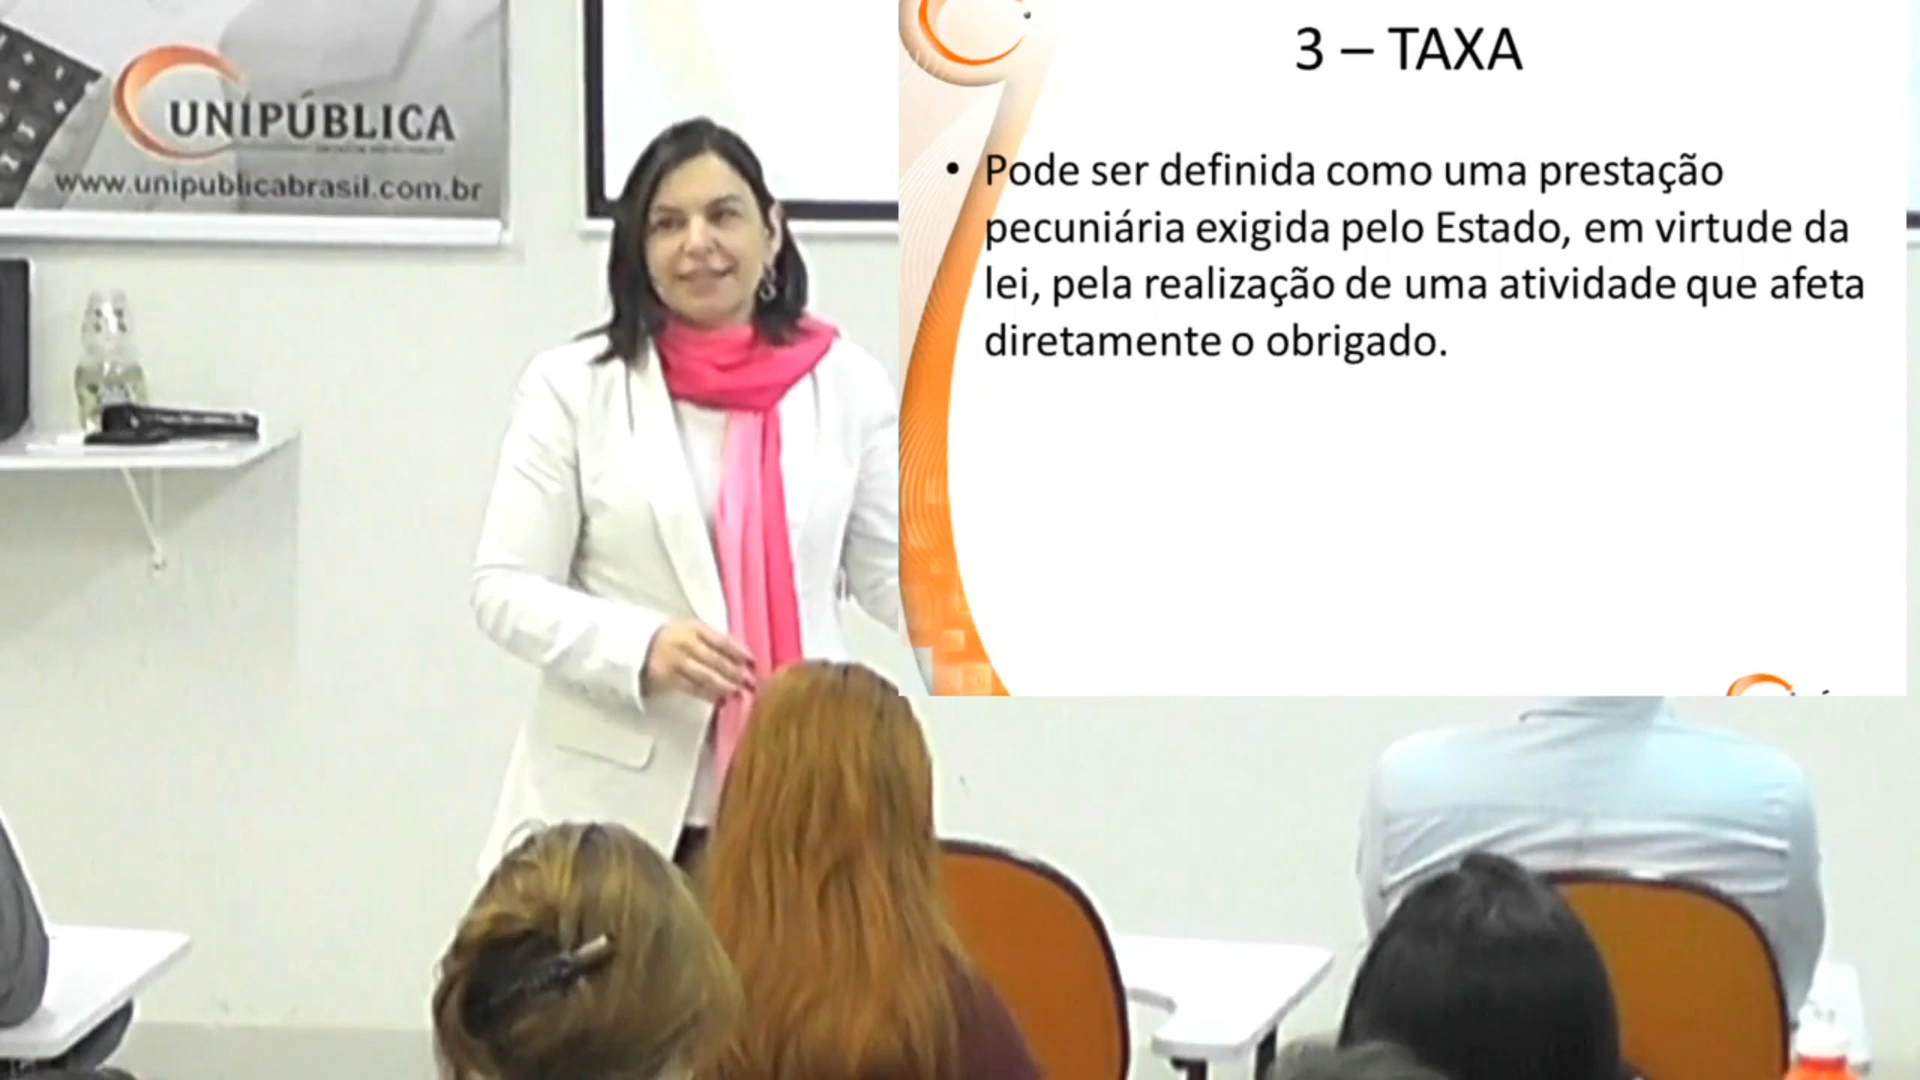 UNIPÚBLICA
www.unipublicabrasil.com.br
3 – TAXA
• Pode ser definida como uma prestação
pecuniária exigida pelo Estado, em virtude da
lei, pela realização de uma atividade que afeta
diretamente o obrigado.